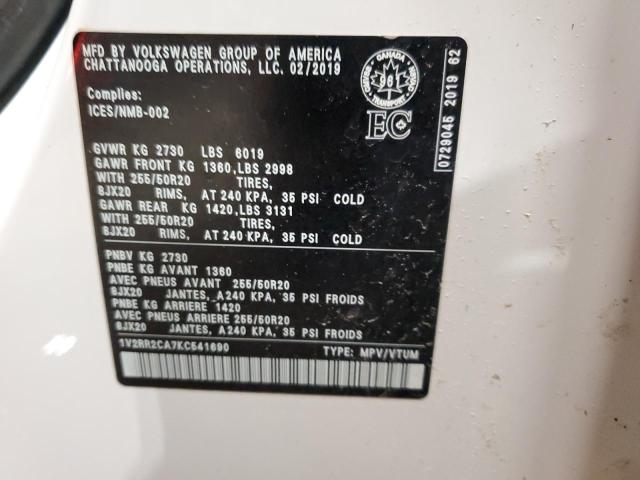 MFD BY VOLKSWAGEN GROUP OF AMERICA
CHATTANOOGA OPERATIONS, LLC. 02/2019
Complies:
ICES/NMB-002
CANADA
961
TRANSPORT
EC
0729045 2019 62
GVWR KG 2730 LBS 6019
GAWR FRONT KG 1360,LBS 2998
WITH 255/50R20 TIRES,
8JX20 RIMS, AT 240 KPA, 35 PSI COLD
GAWR REAR KG 1420,LBS 3131
WITH 255/50R20 TIRES,
8JX20 RIMS, AT 240 KPA, 35 PSI COLD
PNBV KG 2730
PNBE KG AVANT 1360
AVEC PNEUS AVANT 255/50R20
8JX20 JANTES, A 240 KPA, 35 PSI FROIDS
PNBE KG ARRIERE 1420
AVEC PNEUS ARRIERE 255/50R20
8JX20 JANTES, A 240 KPA, 35 PSI FROIDS
1V2RR2CA7KC541690 TYPE: MPV/VTUM